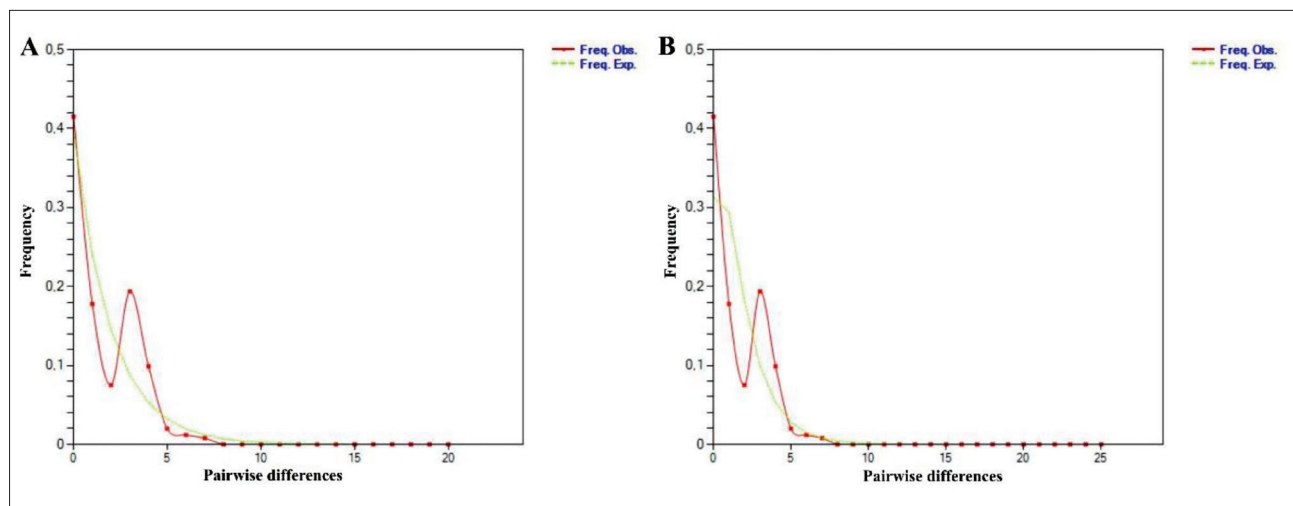 A
0,5
0,4
0,3
0,2
0,1
0
Frequency
0 5 10 15 20
Pairwise differences
Freq. Obs.
Freq. Exp.
B
0,5
0,4
0,3
0,2
0,1
0
Frequency
0 5 10 15 20 25
Pairwise differences
Freq. Obs.
Freq. Exp.